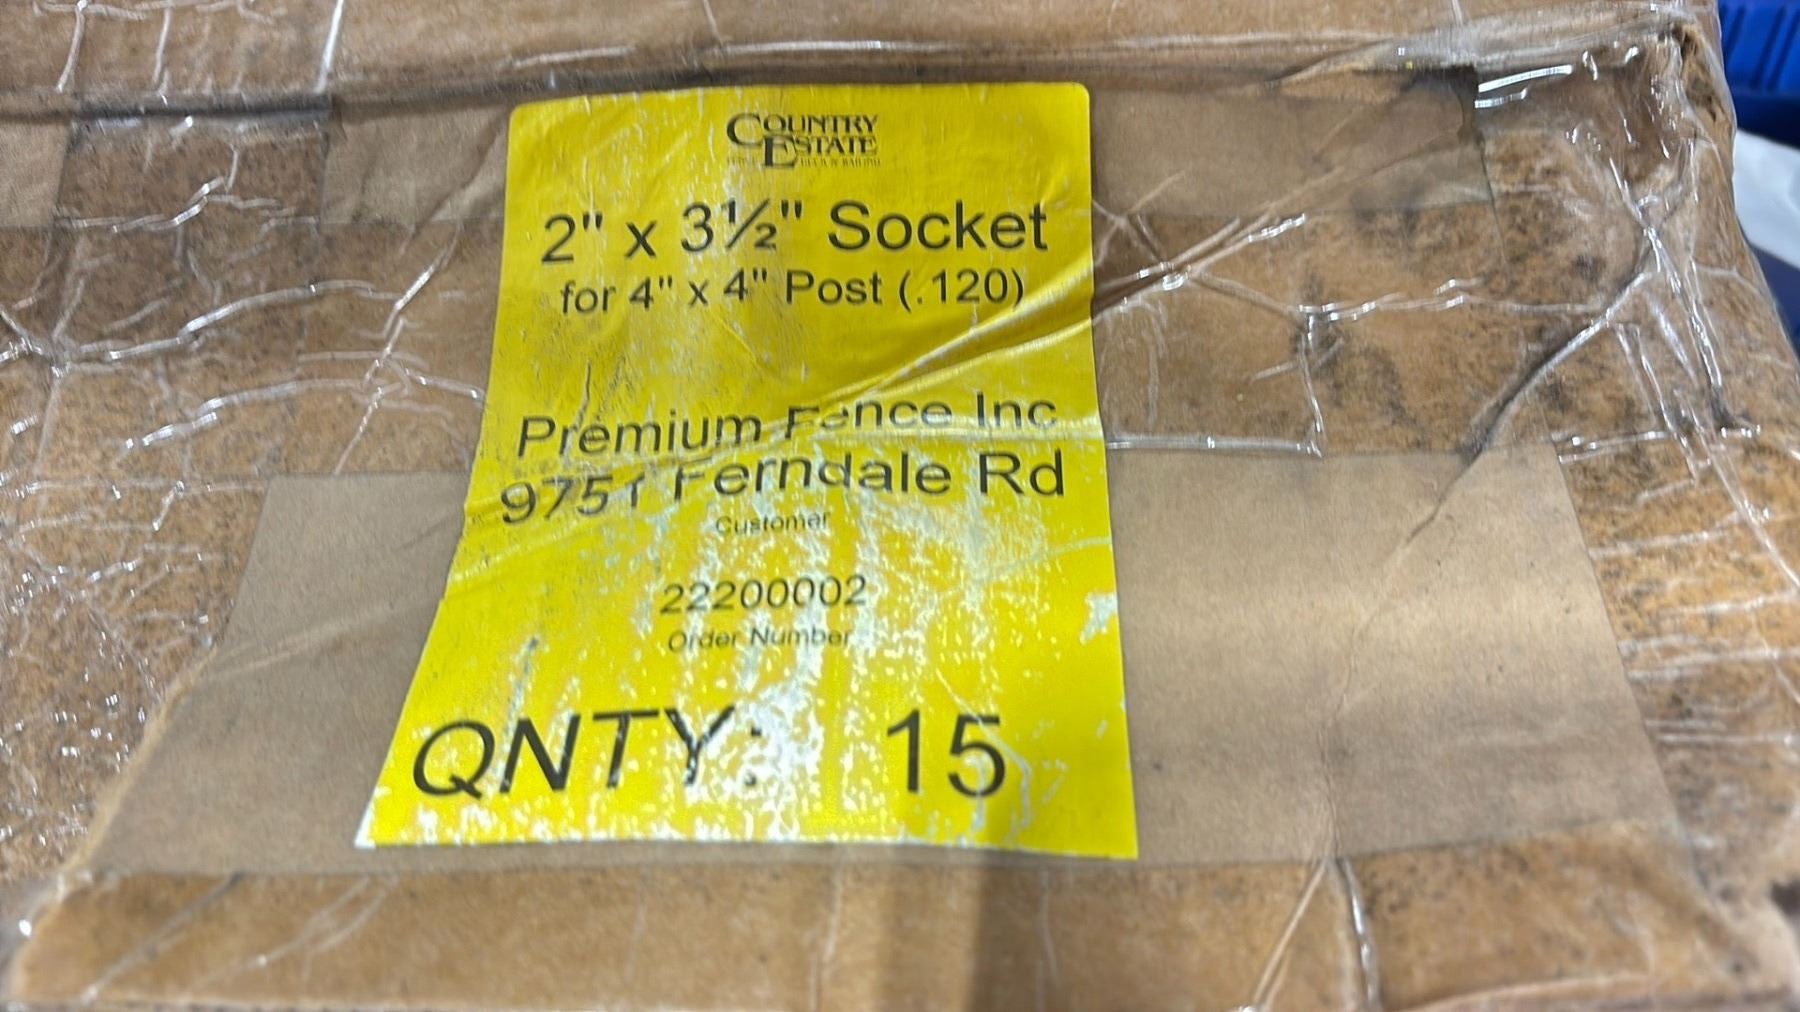 COUNTRY
ESTATE
2" x 3½" Socket
for 4" x 4" Post (.120)
Premium Fence Inc
9751 Ferndale Rd
Customer
22200002
Order Number
QNTY: 15